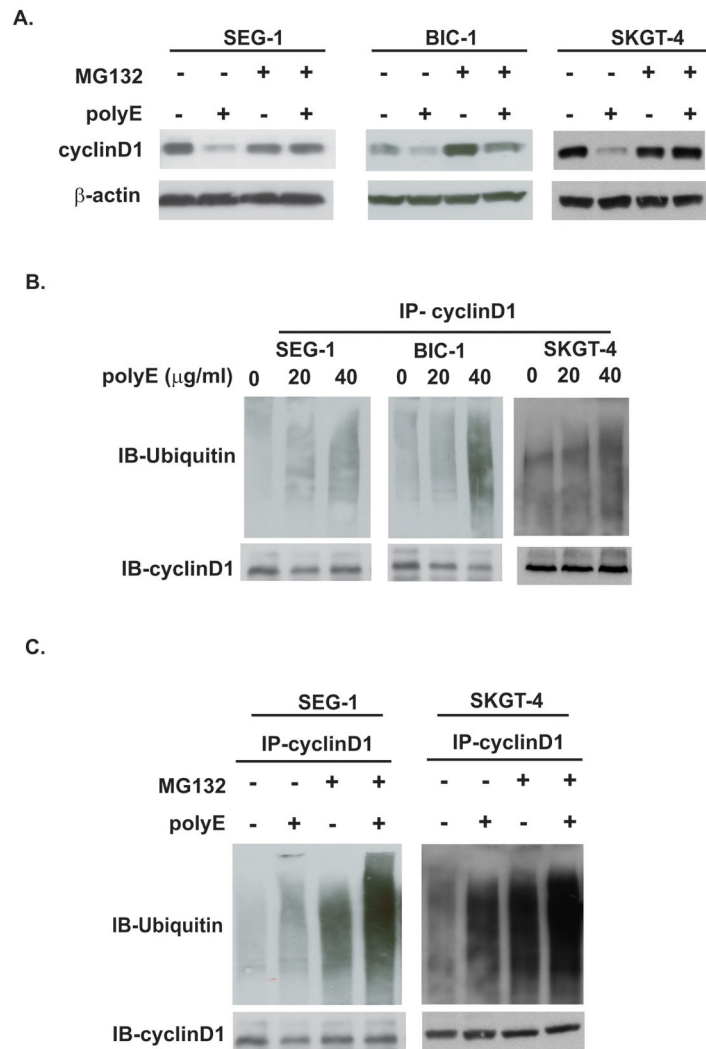 A.
SEG-1 BIC-1 SKGT-4
MG132 - - + + - - + + - - + +
polyE - + - + - + - + - + - +
cyclinD1
β-actin
B.
IP- cyclinD1
SEG-1 BIC-1 SKGT-4
polyE (μg/ml) 0 20 40 0 20 40 0 20 40
IB-Ubiquitin
IB-cyclinD1
C.
SEG-1 SKGT-4
IP-cyclinD1 IP-cyclinD1
MG132 - - + + - - + +
polyE - + - + - + - +
IB-Ubiquitin
IB-cyclinD1